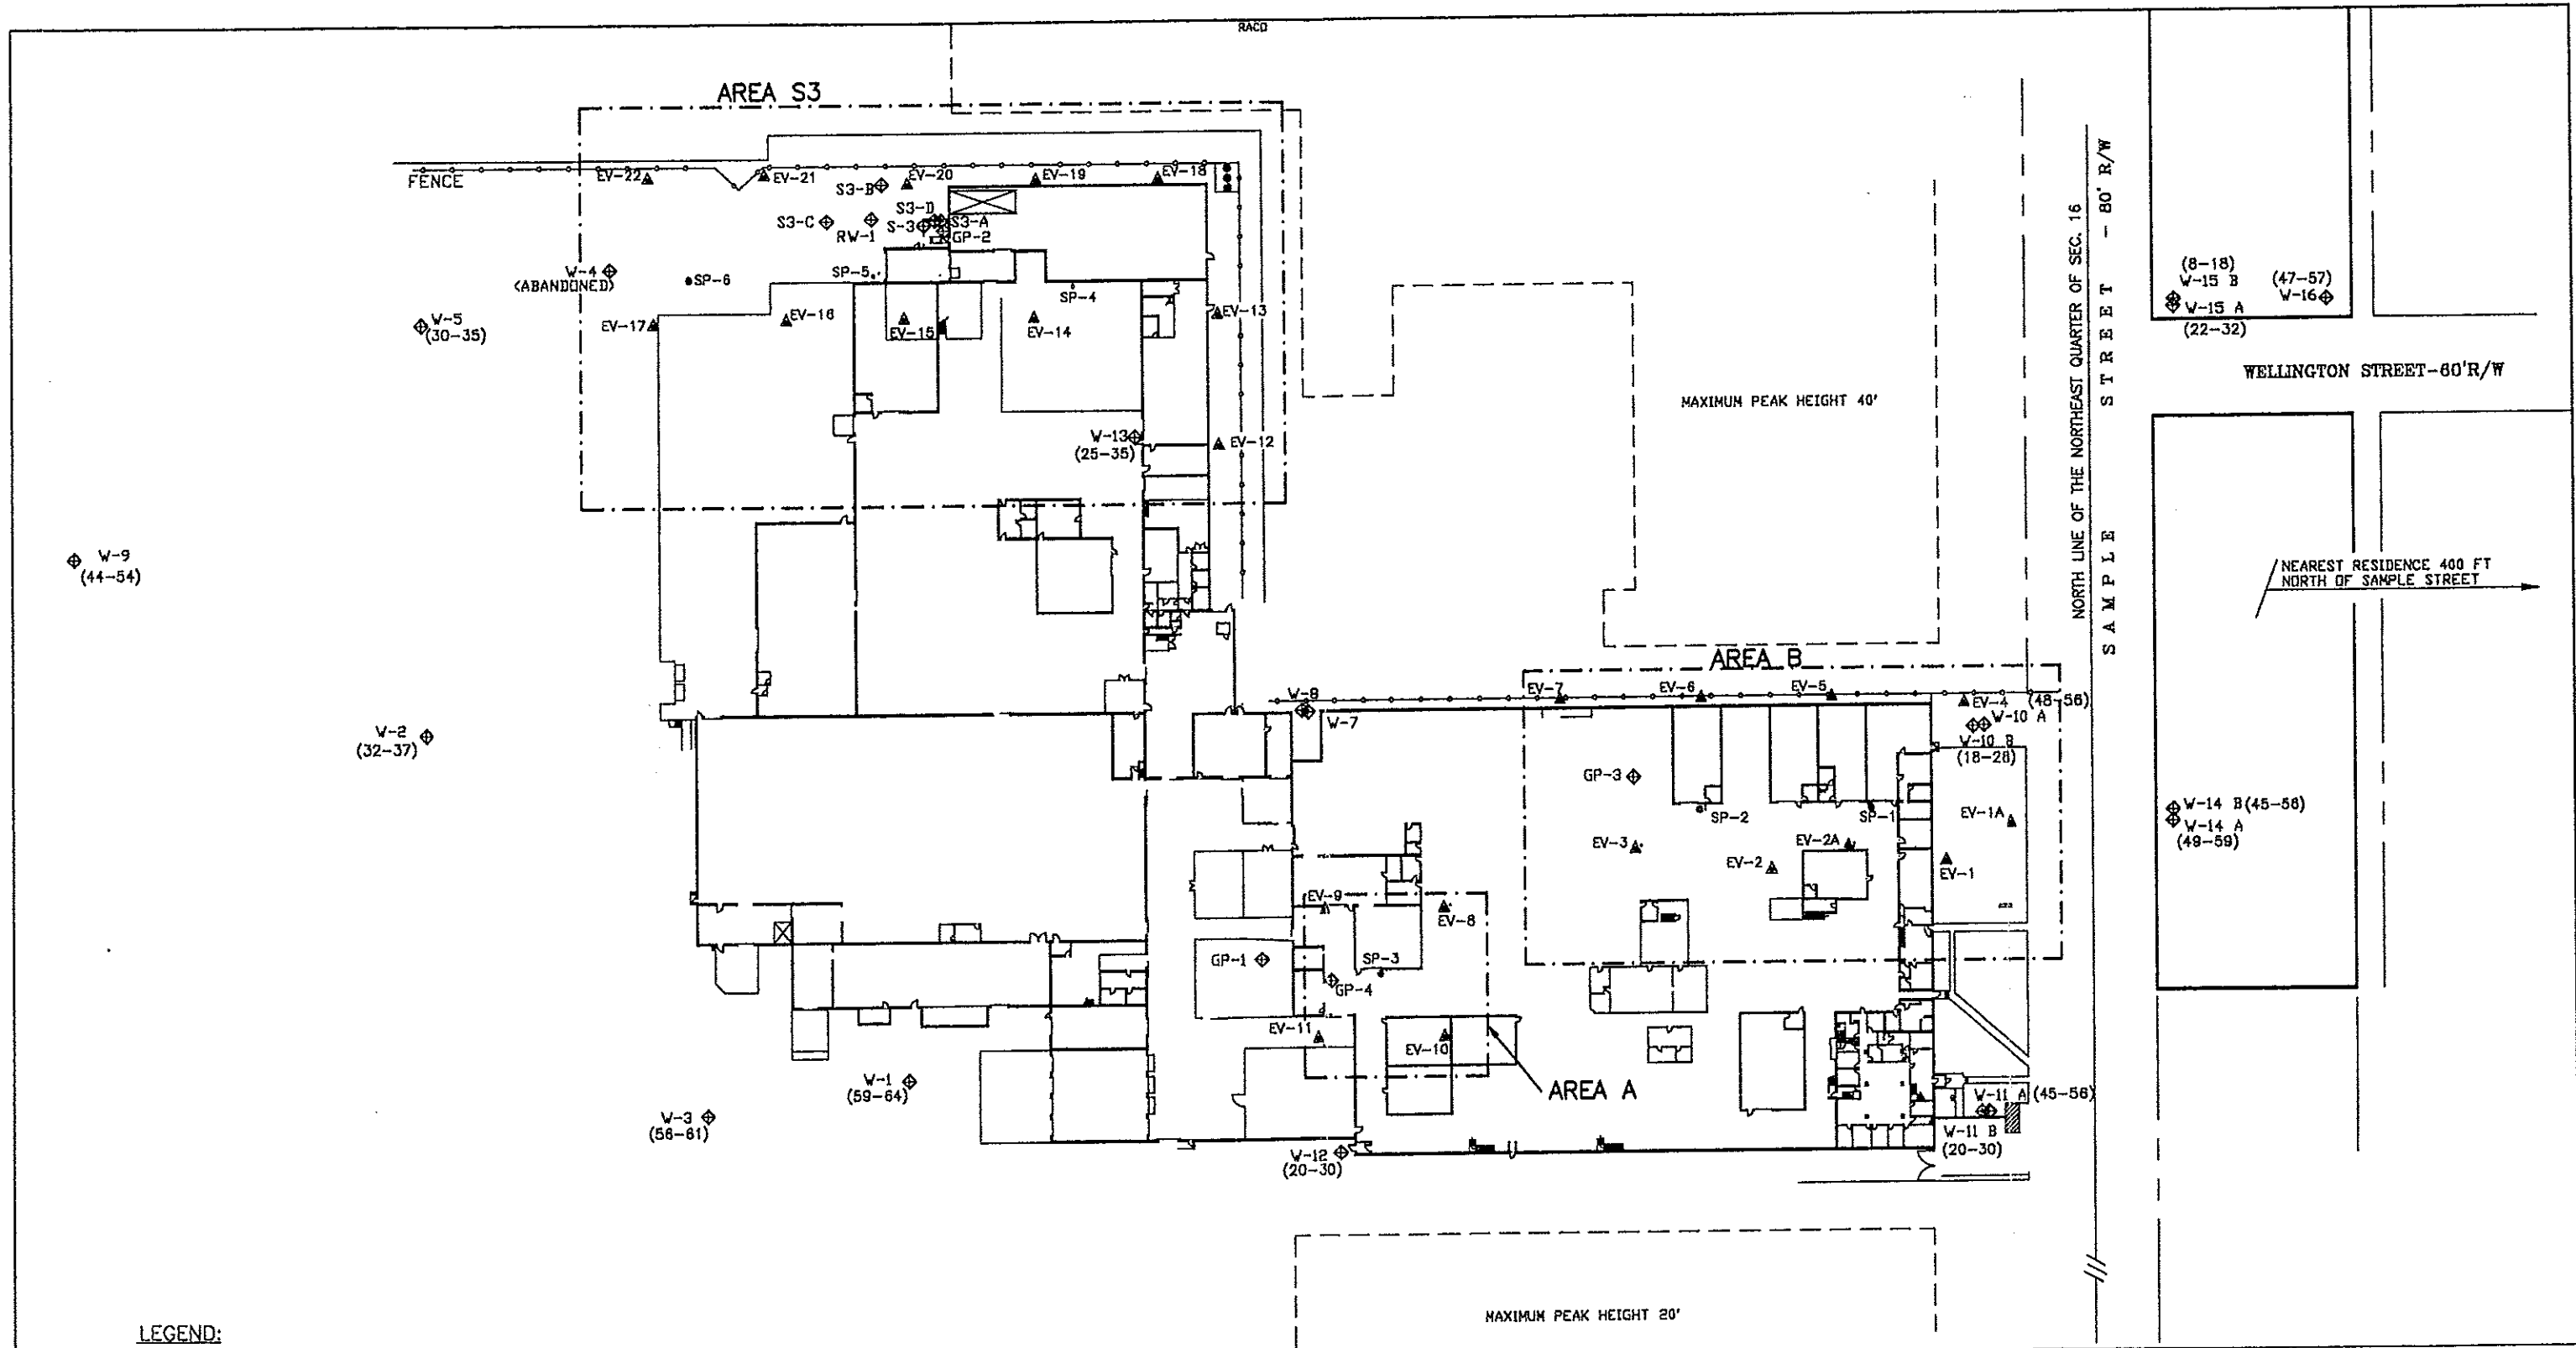 RACO
AREA S3
FENCE
EV-22
EV-21
S3-B
EV-20
EV-19
EV-18
S3-C
RW-1
S3-D
S-3
S3-A
GP-2
W-4
(ABANDONED)
SP-6
SP-5
SP-4
W-5
(30-35)
EV-17
EV-16
EV-15
EV-14
EV-13
W-13
(25-35)
EV-12
MAXIMUM PEAK HEIGHT 40'
NORTH LINE OF THE NORTHEAST QUARTER OF SEC. 16
SAMPLE STREET - 80' R/W
(8-18)
W-15 B
W-15 A
(22-32)
(47-57)
W-16
WELLINGTON STREET-60'R/W
NEAREST RESIDENCE 400 FT
NORTH OF SAMPLE STREET
W-9
(44-54)
W-2
(32-37)
AREA B
W-8
W-7
EV-7
EV-6
EV-5
EV-4
(48-56)
W-10 A
W-10 B
(18-28)
GP-3
SP-2
SP-1
EV-1A
EV-3
EV-2
EV-2A
EV-1
W-14 B (45-56)
W-14 A
(49-59)
EV-9
EV-8
GP-1
SP-3
GP-4
EV-11
EV-10
AREA A
W-1
(59-64)
W-3
(56-61)
W-12
(20-30)
W-11 A (45-56)
W-11 B
(20-30)
MAXIMUM PEAK HEIGHT 20'
LEGEND: